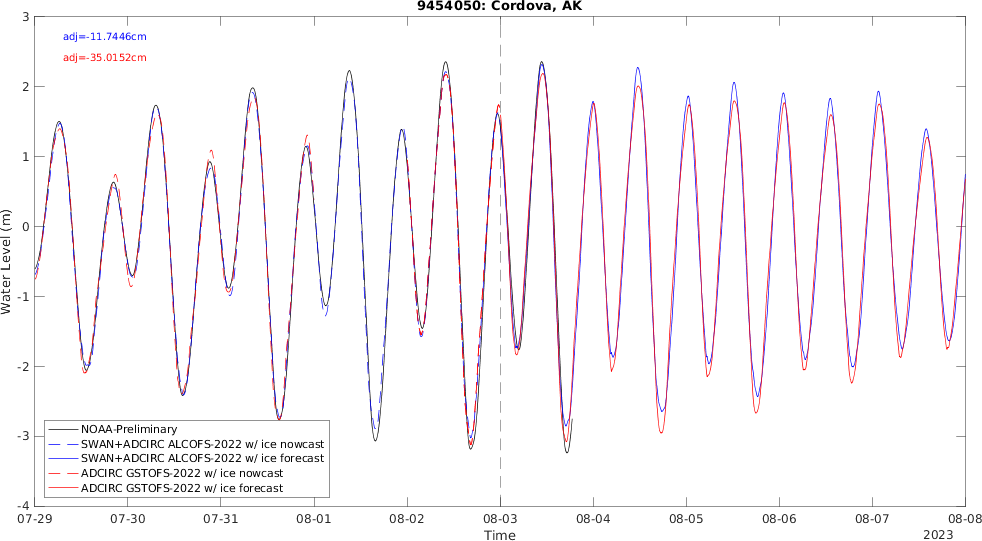 9454050: Cordova, AK
3
adj=-11.7446cm
adj=-35.0152cm
2
1
0
-1
-2
-3
-4
Water Level (m)
NOAA-Preliminary
SWAN+ADCIRC ALCOFS-2022 w/ ice nowcast
SWAN+ADCIRC ALCOFS-2022 w/ ice forecast
ADCIRC GSTOFS-2022 w/ ice nowcast
ADCIRC GSTOFS-2022 w/ ice forecast
07-29 07-30 07-31 08-01 08-02 08-03 08-04 08-05 08-06 08-07 08-08
Time
2023